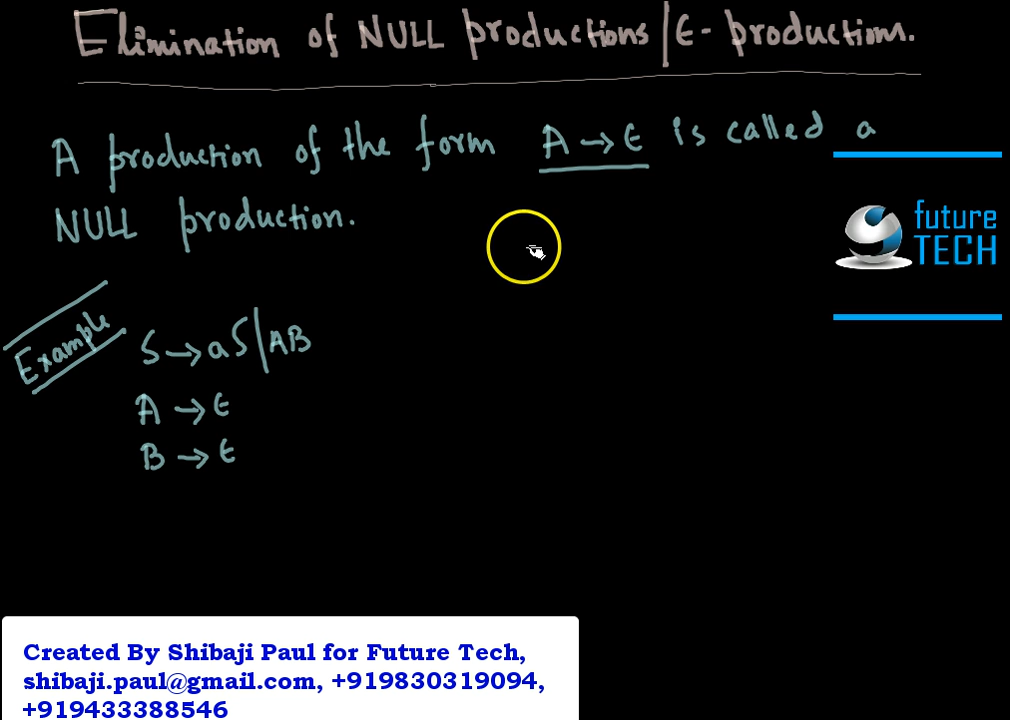 Elimination of NULL productions | ε- productions.
A production of the form A → ε is called a
NULL production.
future
TECH
Example
S → aS | AB
A → ε
B → ε
Created By Shibaji Paul for Future Tech,
shibaji.paul@gmail.com, +919830319094,
+919433388546